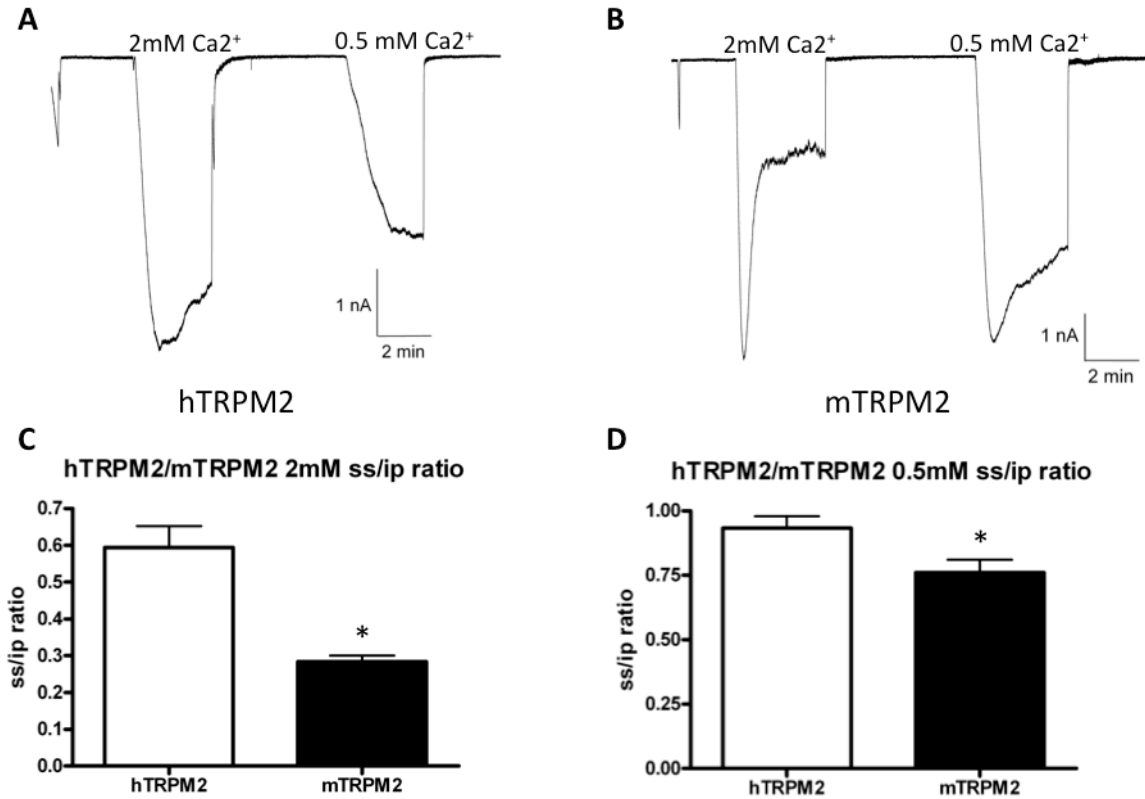 A
2mM Ca2⁺
0.5 mM Ca2⁺
1 nA
2 min
hTRPM2
B
2mM Ca2⁺
0.5 mM Ca2⁺
1 nA
2 min
mTRPM2
C
hTRPM2/mTRPM2 2mM ss/ip ratio
ss/ip ratio
0.7
0.6
0.5
0.4
0.3
0.2
0.1
0.0
*
hTRPM2
mTRPM2
D
hTRPM2/mTRPM2 0.5mM ss/ip ratio
ss/ip ratio
1.00
0.75
0.50
0.25
0.00
*
hTRPM2
mTRPM2